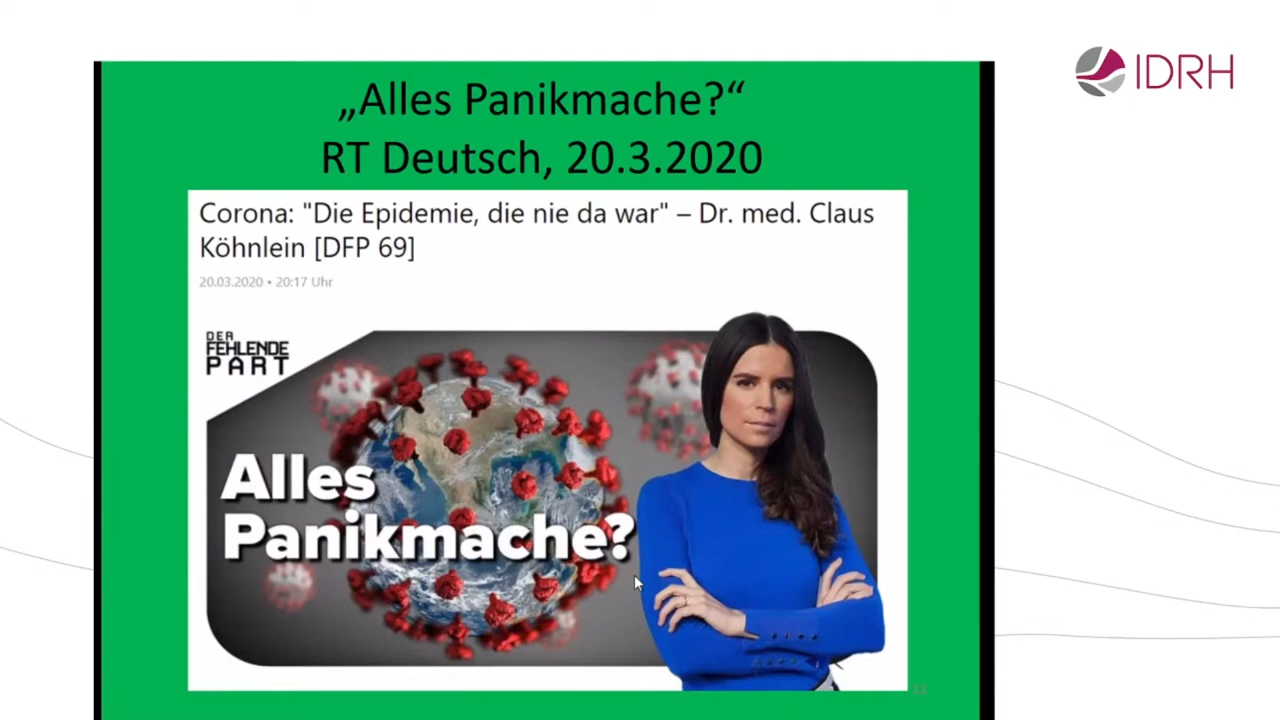 IDRH
„Alles Panikmache?“
RT Deutsch, 20.3.2020
Corona: "Die Epidemie, die nie da war" – Dr. med. Claus
Köhnlein [DFP 69]
20.03.2020 • 20:17 Uhr
DER
FEHLENDE
PART
Alles
Panikmache?